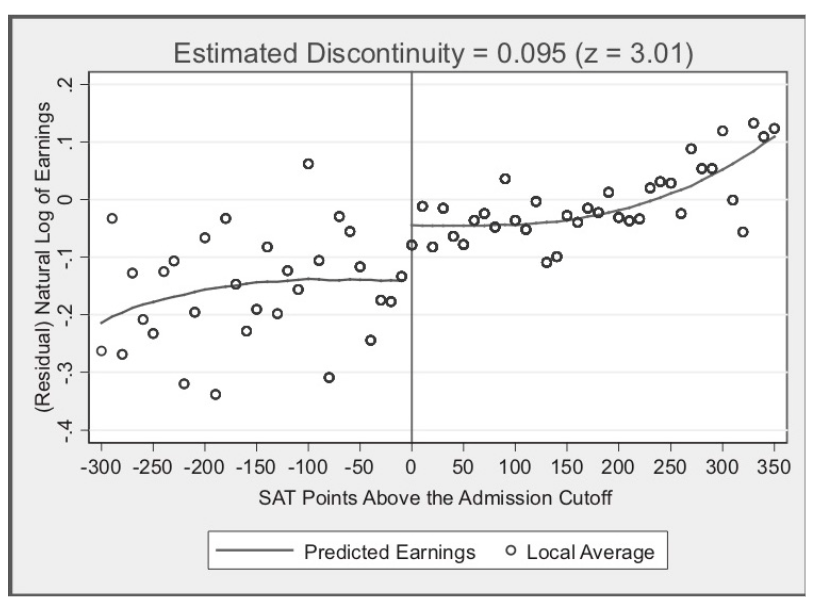 Estimated Discontinuity = 0.095 (z = 3.01)
(Residual) Natural Log of Earnings
.2
.1
0
-.1
-.2
-.3
-.4
-300 -250 -200 -150 -100 -50 0 50 100 150 200 250 300 350
SAT Points Above the Admission Cutoff
Predicted Earnings Local Average